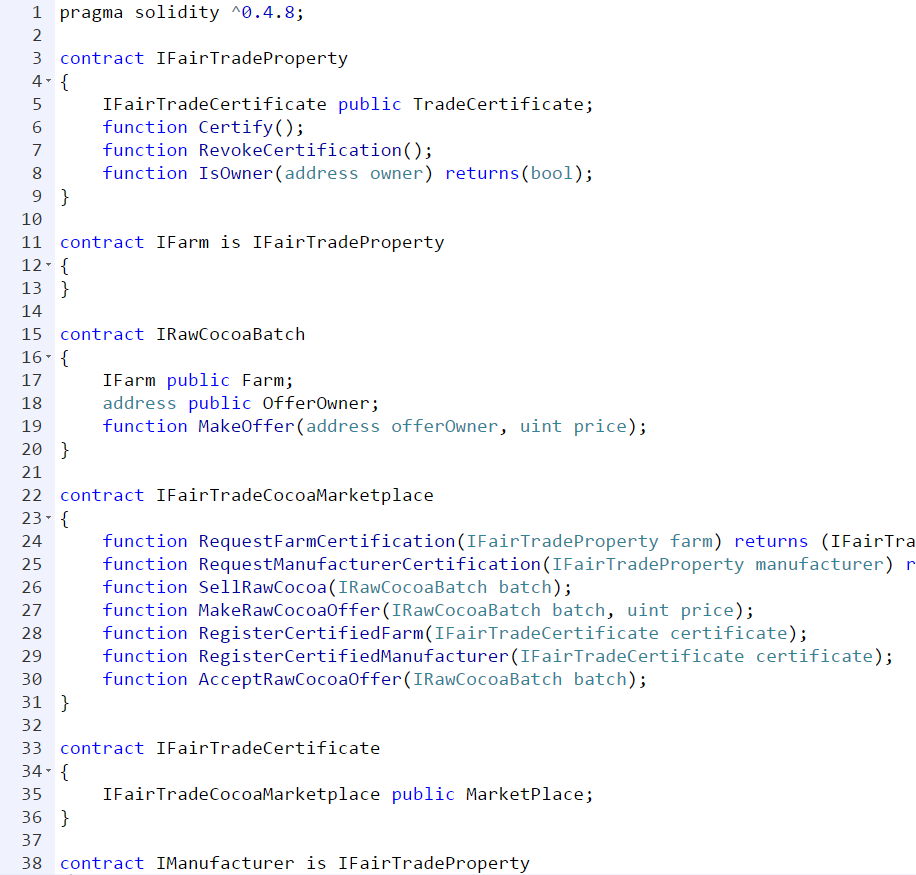 1 pragma solidity ^0.4.8;
2
3 contract IFairTradeProperty
4 {
5     IFairTradeCertificate public TradeCertificate;
6     function Certify();
7     function RevokeCertification();
8     function IsOwner(address owner) returns(bool);
9 }
10
11 contract IFarm is IFairTradeProperty
12 {
13 }
14
15 contract IRawCocoaBatch
16 {
17     IFarm public Farm;
18     address public OfferOwner;
19     function MakeOffer(address offerOwner, uint price);
20 }
21
22 contract IFairTradeCocoaMarketplace
23 {
24     function RequestFarmCertification(IFairTradeProperty farm) returns (IFairTra
25     function RequestManufacturerCertification(IFairTradeProperty manufacturer) r
26     function SellRawCocoa(IRawCocoaBatch batch);
27     function MakeRawCocoaOffer(IRawCocoaBatch batch, uint price);
28     function RegisterCertifiedFarm(IFairTradeCertificate certificate);
29     function RegisterCertifiedManufacturer(IFairTradeCertificate certificate);
30     function AcceptRawCocoaOffer(IRawCocoaBatch batch);
31 }
32
33 contract IFairTradeCertificate
34 {
35     IFairTradeCocoaMarketplace public MarketPlace;
36 }
37
38 contract IManufacturer is IFairTradeProperty